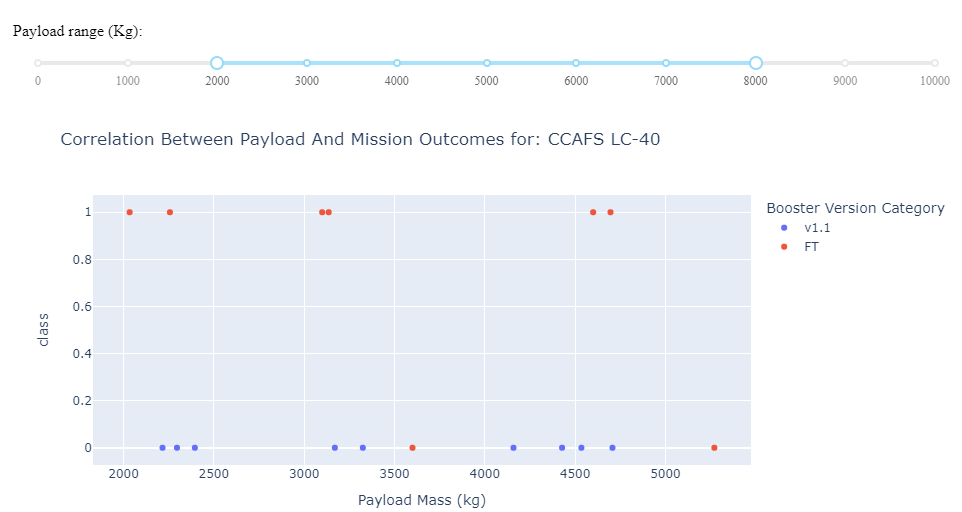 Payload range (Kg):
0 1000 2000 3000 4000 5000 6000 7000 8000 9000 10000
Correlation Between Payload And Mission Outcomes for: CCAFS LC-40
Booster Version Category
v1.1
FT
1
0.8
0.6
0.4
0.2
0
class
2000 2500 3000 3500 4000 4500 5000
Payload Mass (kg)